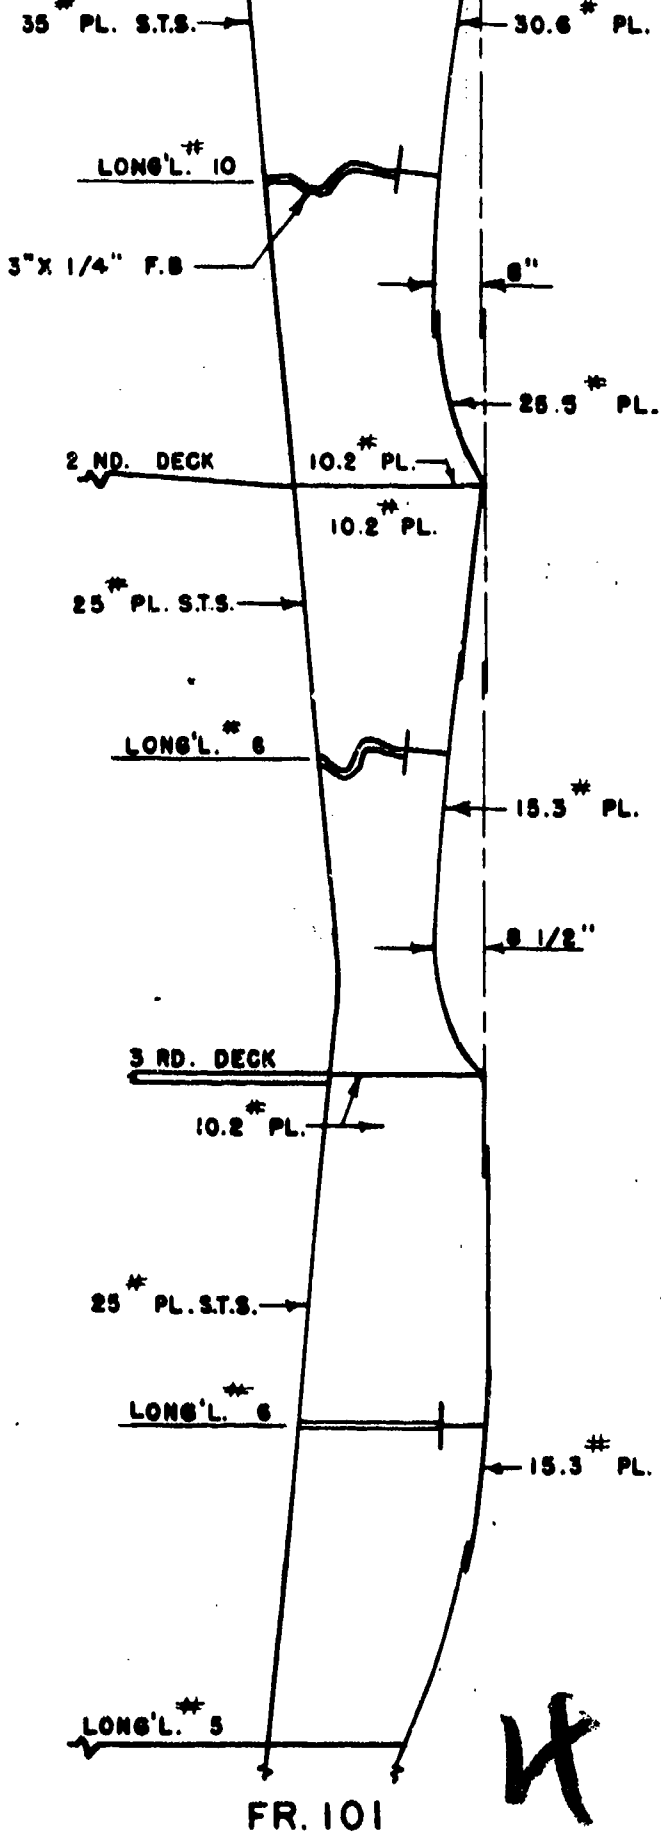 35# PL. S.T.S.
30.6# PL.
LONG'L.# 10
3"X 1/4" F.B
25.5# PL.
2 ND. DECK
10.2# PL.
10.2# PL.
25# PL. S.T.S.
LONG'L.# 6
15.3# PL.
8 1/2"
3 RD. DECK
10.2# PL.
25# PL. S.T.S.
LONG'L.# 6
15.3# PL.
LONG'L.# 5
FR. 101